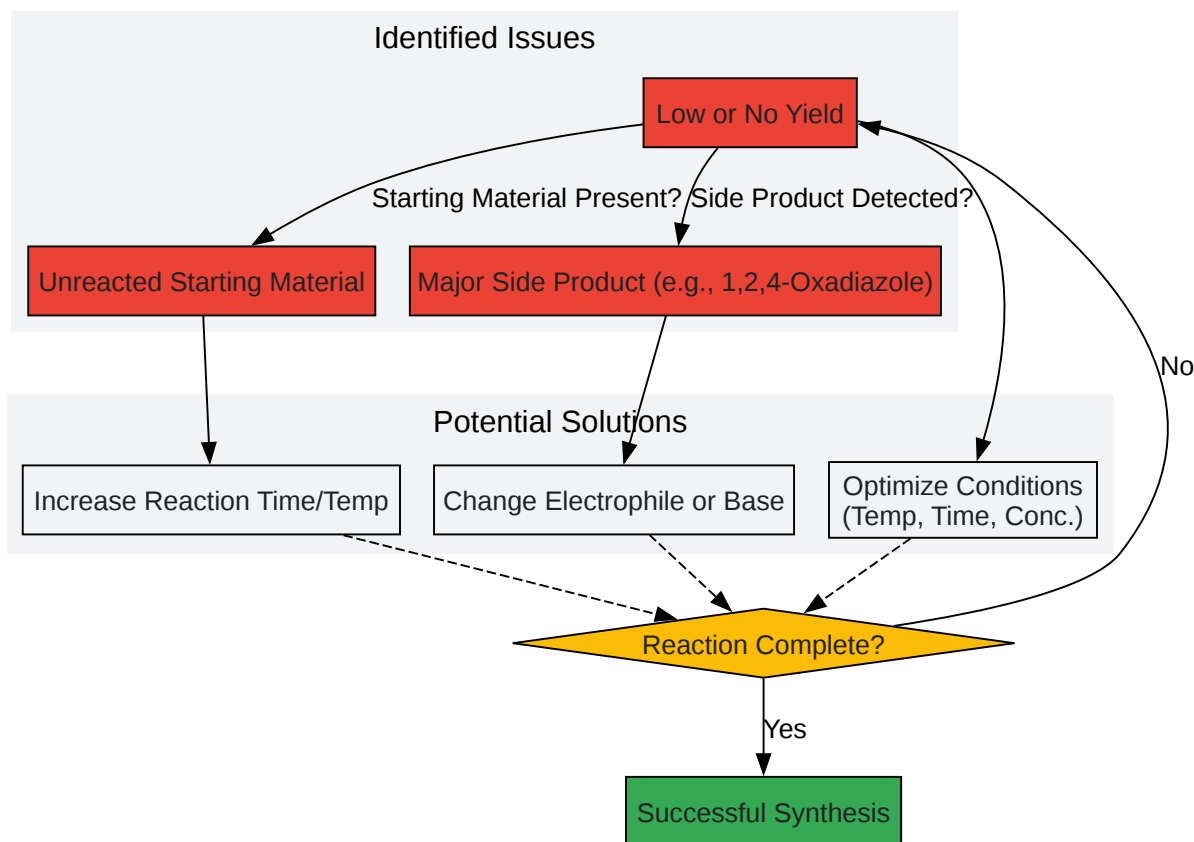 Identified Issues
Low or No Yield
Starting Material Present?
Side Product Detected?
Unreacted Starting Material
Major Side Product (e.g., 1,2,4-Oxadiazole)
No
Potential Solutions
Increase Reaction Time/Temp
Change Electrophile or Base
Optimize Conditions
(Temp, Time, Conc.)
Reaction Complete?
Yes
Successful Synthesis